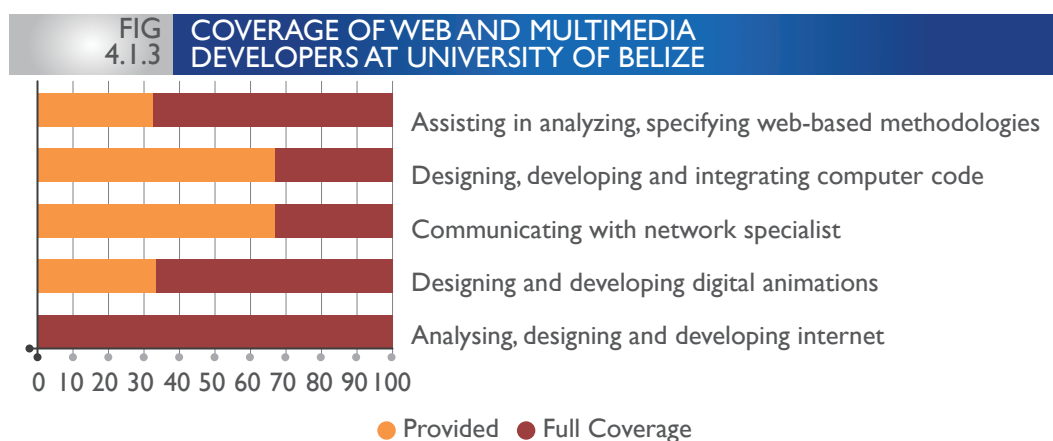 FIG
4.1.3
COVERAGE OF WEB AND MULTIMEDIA
DEVELOPERS AT UNIVERSITY OF BELIZE
Assisting in analyzing, specifying web-based methodologies
Designing, developing and integrating computer code
Communicating with network specialist
Designing and developing digital animations
Analysing, designing and developing internet
0 10 20 30 40 50 60 70 80 90 100
Provided Full Coverage